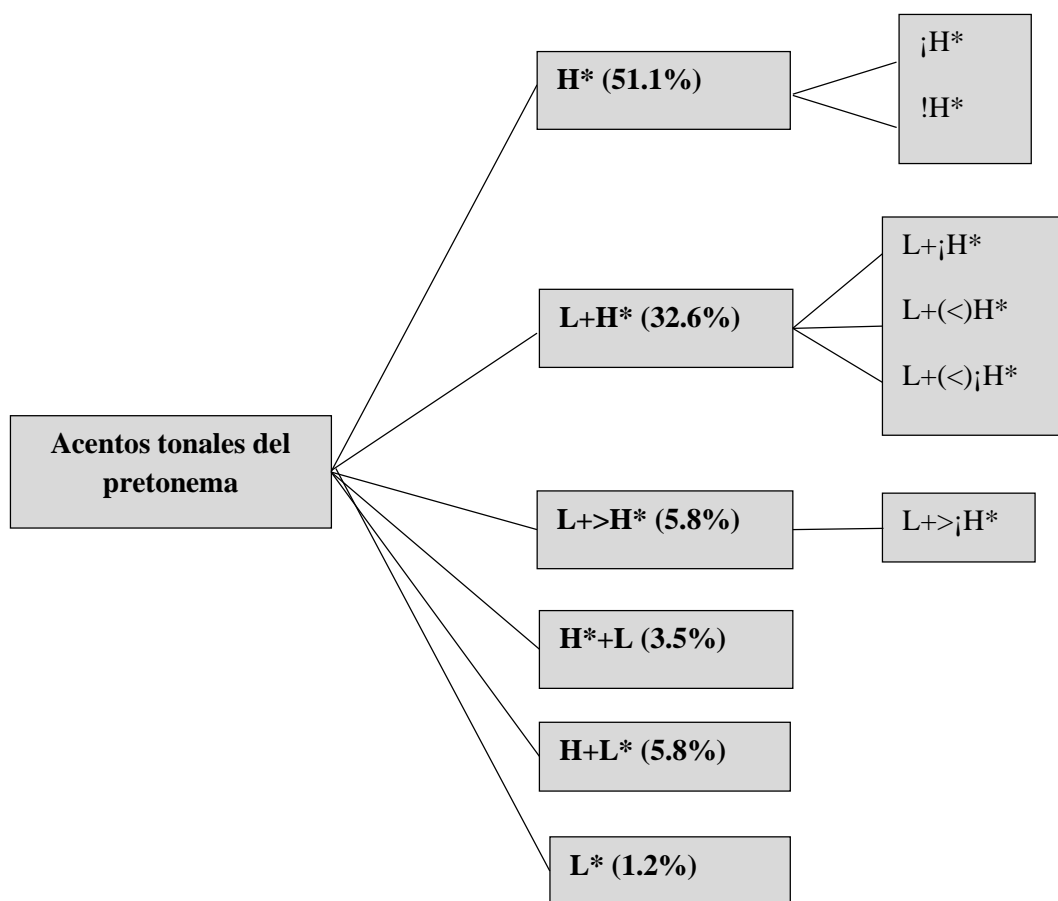 H* (51.1%)
¡H*
!H*
L+H* (32.6%)
L+¡H*
L+(<)H*
L+(<)¡H*
Acentos tonales del
pretonema
L+>H* (5.8%)
L+>¡H*
H*+L (3.5%)
H+L* (5.8%)
L* (1.2%)